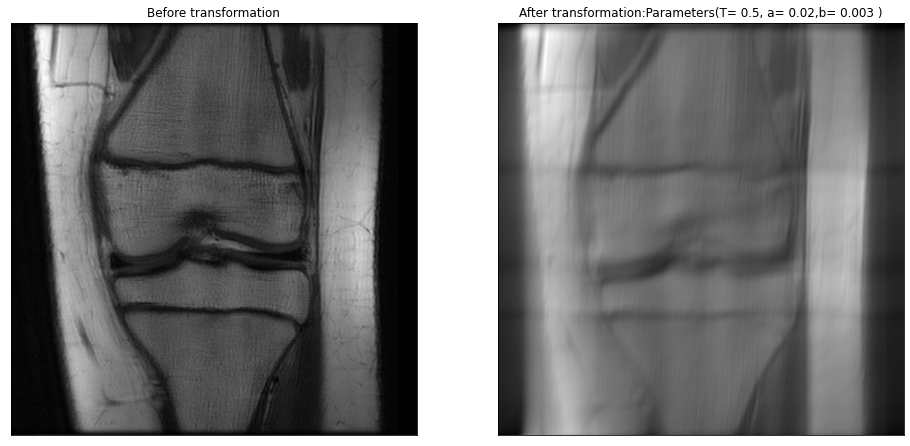 Before transformation
After transformation:Parameters(T= 0.5, a= 0.02,b= 0.003 )